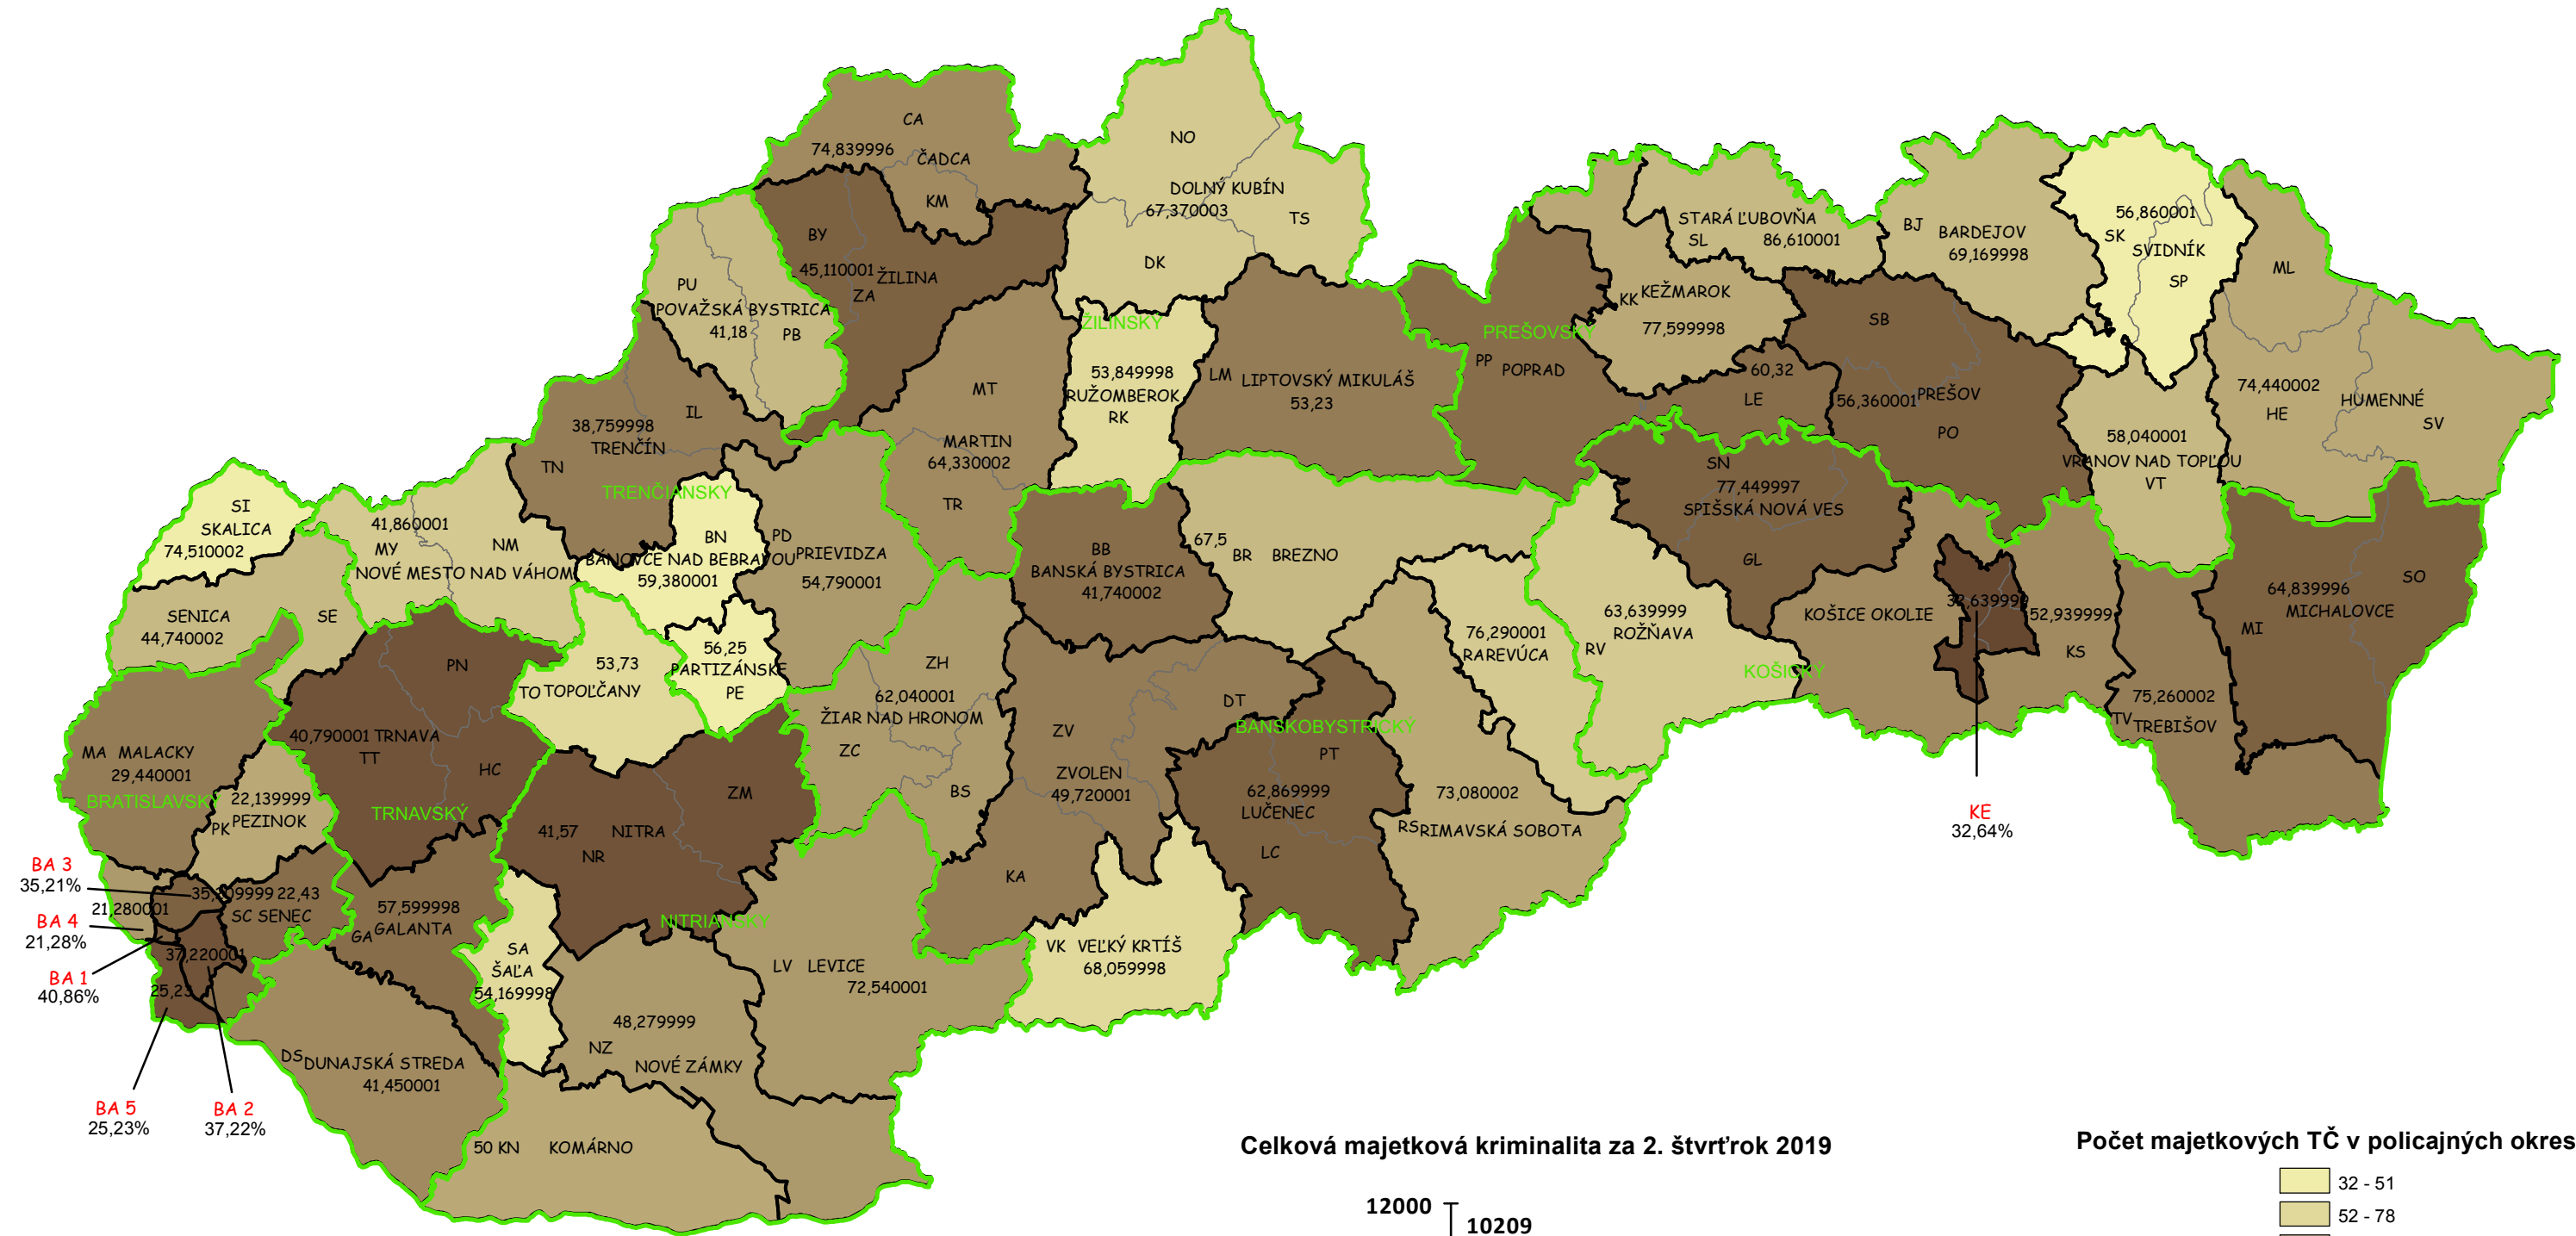 CA
74,839996
ČADCA
KM
NO
DOLNÝ KUBÍN
67,370003
TS
DK
BY
45,110001
ŽILINA
ZA
PU
POVAŽSKÁ BYSTRICA
41,18
PB
STARÁ ĽUBOVŇA
SL
86,610001
BJ
BARDEJOV
69,169998
56,860001
SK
SVIDNÍK
SP
ML
KK
KEŽMAROK
77,599998
ŽILINSKÝ
PREŠOVSKÝ
53,849998
RUŽOMBEROK
RK
LM
LIPTOVSKÝ MIKULÁŠ
53,23
PP
POPRAD
60,32
LE
SB
56,360001
PREŠOV
PO
74,440002
HE
HUMENNÉ
SV
58,040001
VRANOV NAD TOPĽOU
VT
MT
MARTIN
64,330002
TR
IL
38,759998
TRENČÍN
TN
TRENČIANSKY
SI
SKALICA
74,510002
41,860001
MY
NM
NOVÉ MESTO NAD VÁHOM
BN
BÁNOVCE NAD BEBRAVOU
59,380001
PD
PRIEVIDZA
54,790001
SENICA
SE
44,740002
67,5
BR
BREZNO
BB
BANSKÁ BYSTRICA
41,740002
SN
77,449997
SPIŠSKÁ NOVÁ VES
GL
63,639999
ROŽŇAVA
RV
KOŠICKÝ
KOŠICE OKOLIE
52,939999
KS
64,839996
MICHALOVCE
MI
SO
75,260002
TV
TREBIŠOV
KE
32,64%
76,290001
RAREVÚCA
PN
40,790001 TRNAVA
TT
HC
TRNAVSKÝ
53,73
TO TOPOĽČANY
56,25
PARTIZÁNSKE
PE
ZH
62,040001
ŽIAR NAD HRONOM
ZC
BS
DT
ZV
ZVOLEN
49,720001
KA
BANSKOBYSTRICKÝ
PT
62,869999
LUČENEC
LC
73,080002
RS RIMAVSKÁ SOBOTA
MA MALACKY
29,440001
BRATISLAVSKÝ
22,139999
PK
PEZINOK
ZM
41,57
NITRA
NR
NITRIANSKY
BA 3
35,21%
22,43
SC SENEC
21,280001
BA 4
21,28%
37,220001
BA 1
40,86%
25,23
57,599998
GA
GALANTA
SA
ŠAĽA
54,169998
LV LEVICE
72,540001
VK VEĽKÝ KRTÍŠ
68,059998
48,279999
NZ
NOVÉ ZÁMKY
DS DUNAJSKÁ STREDA
41,450001
BA 5
25,23%
BA 2
37,22%
50 KN
KOMÁRNO
Celková majetková kriminalita za 2. štvrťrok 2019
12000
10209
Počet majetkových TČ v policajných okres
32 - 51
52 - 78